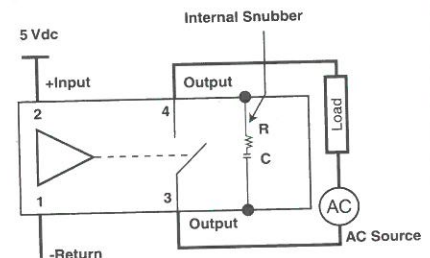 Internal Snubber
5 Vdc
+Input
Output
2
4
R
Load
C
1
3
AC
Output
AC Source
-Return